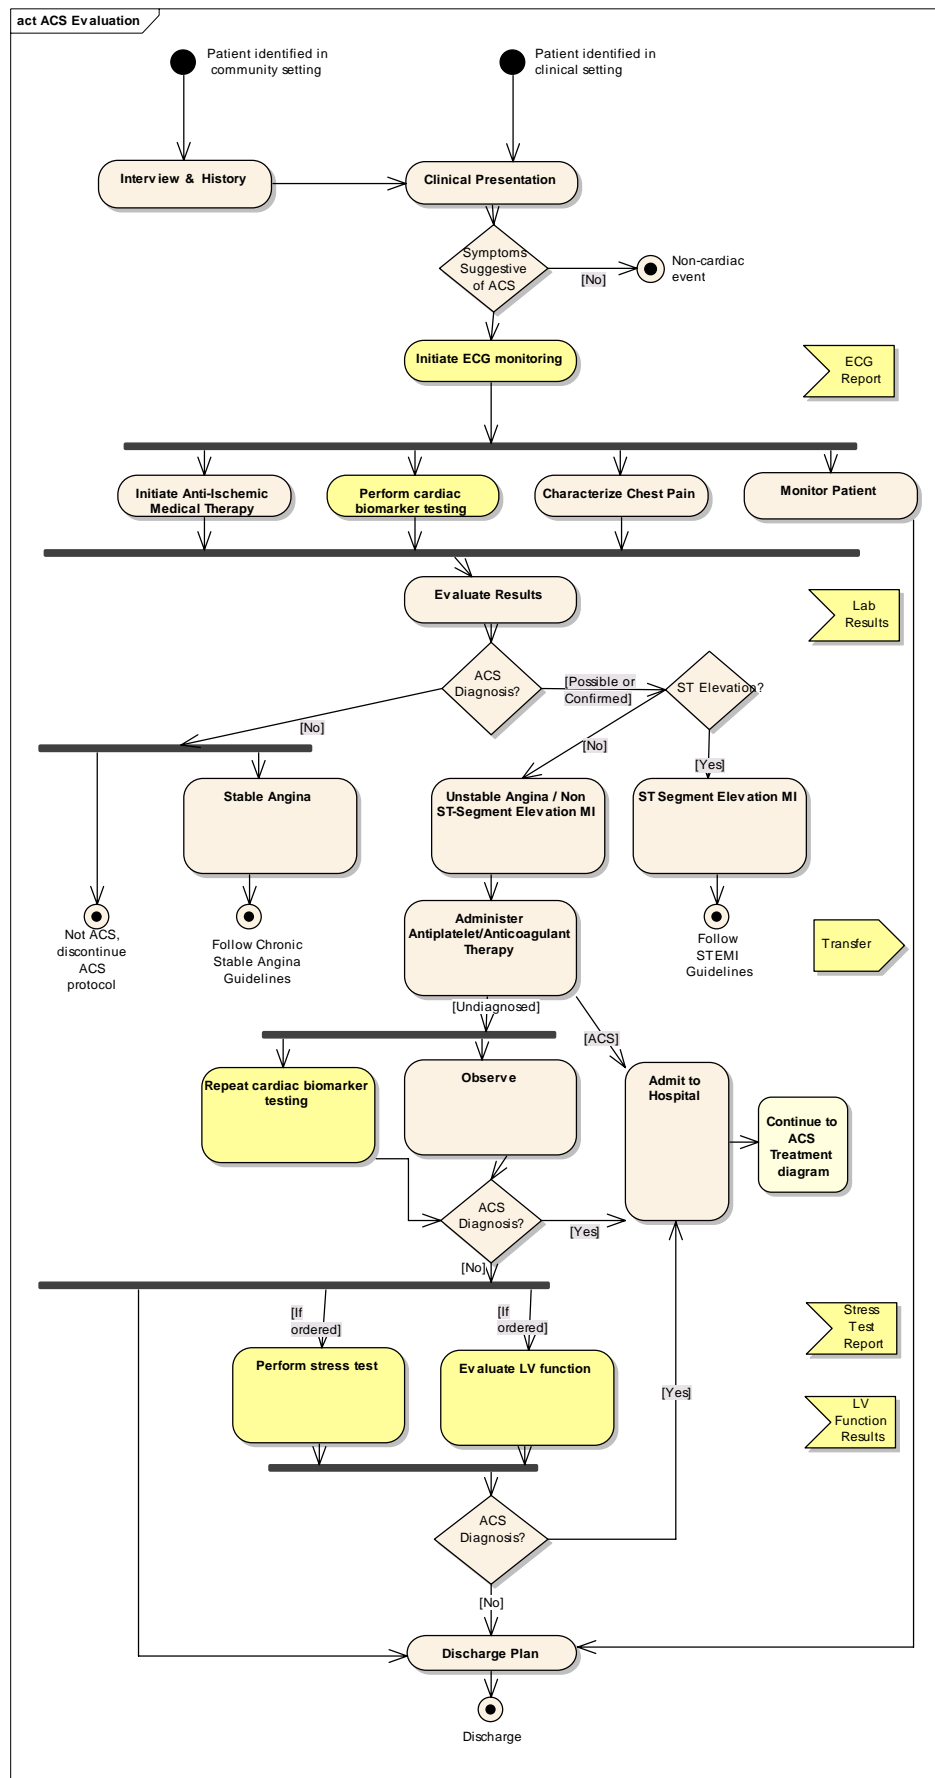 act ACS Evaluation
Patient identified in
community setting
Patient identified in
clinical setting
Interview & History
Clinical Presentation
Symptoms
Suggestive
of ACS
[No]
Non-cardiac
event
Initiate ECG monitoring
ECG
Report
Initiate Anti-Ischemic
Medical Therapy
Perform cardiac
biomarker testing
Characterize Chest Pain
Monitor Patient
Evaluate Results
Lab
Results
ACS
Diagnosis?
[Possible or
Confirmed]
ST Elevation?
[No]
[No]
[Yes]
Stable Angina
Unstable Angina / Non
ST-Segment Elevation MI
ST Segment Elevation MI
Not ACS,
discontinue
ACS
protocol
Follow Chronic
Stable Angina
Guidelines
Administer
Antiplatelet/Anticoagulant
Therapy
Follow
STEMI
Guidelines
Transfer
[Undiagnosed]
[ACS]
Repeat cardiac biomarker
testing
Observe
Admit to
Hospital
Continue to
ACS
Treatment
diagram
ACS
Diagnosis?
[Yes]
[No]
[If
ordered]
[If
ordered]
Stress
Test
Report
Perform stress test
Evaluate LV function
[Yes]
LV
Function
Results
ACS
Diagnosis?
[No]
Discharge Plan
Discharge